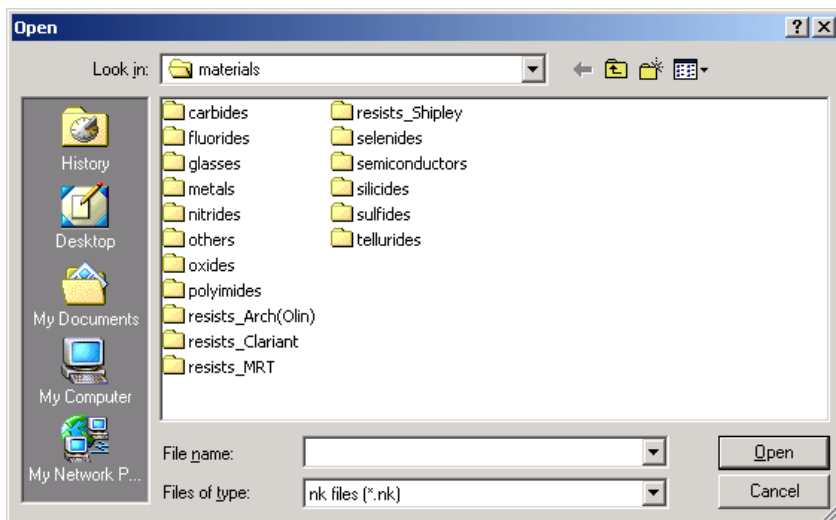 Open
Look in: materials
History
Desktop
My Documents
My Computer
My Network P...
carbides
fluorides
glasses
metals
nitrides
others
oxides
polyimides
resists_Arch(Olin)
resists_Clariant
resists_MRT
resists_Shipley
selenides
semiconductors
silicides
sulfides
tellurides
File name:
Open
Files of type: nk files (*.nk)
Cancel